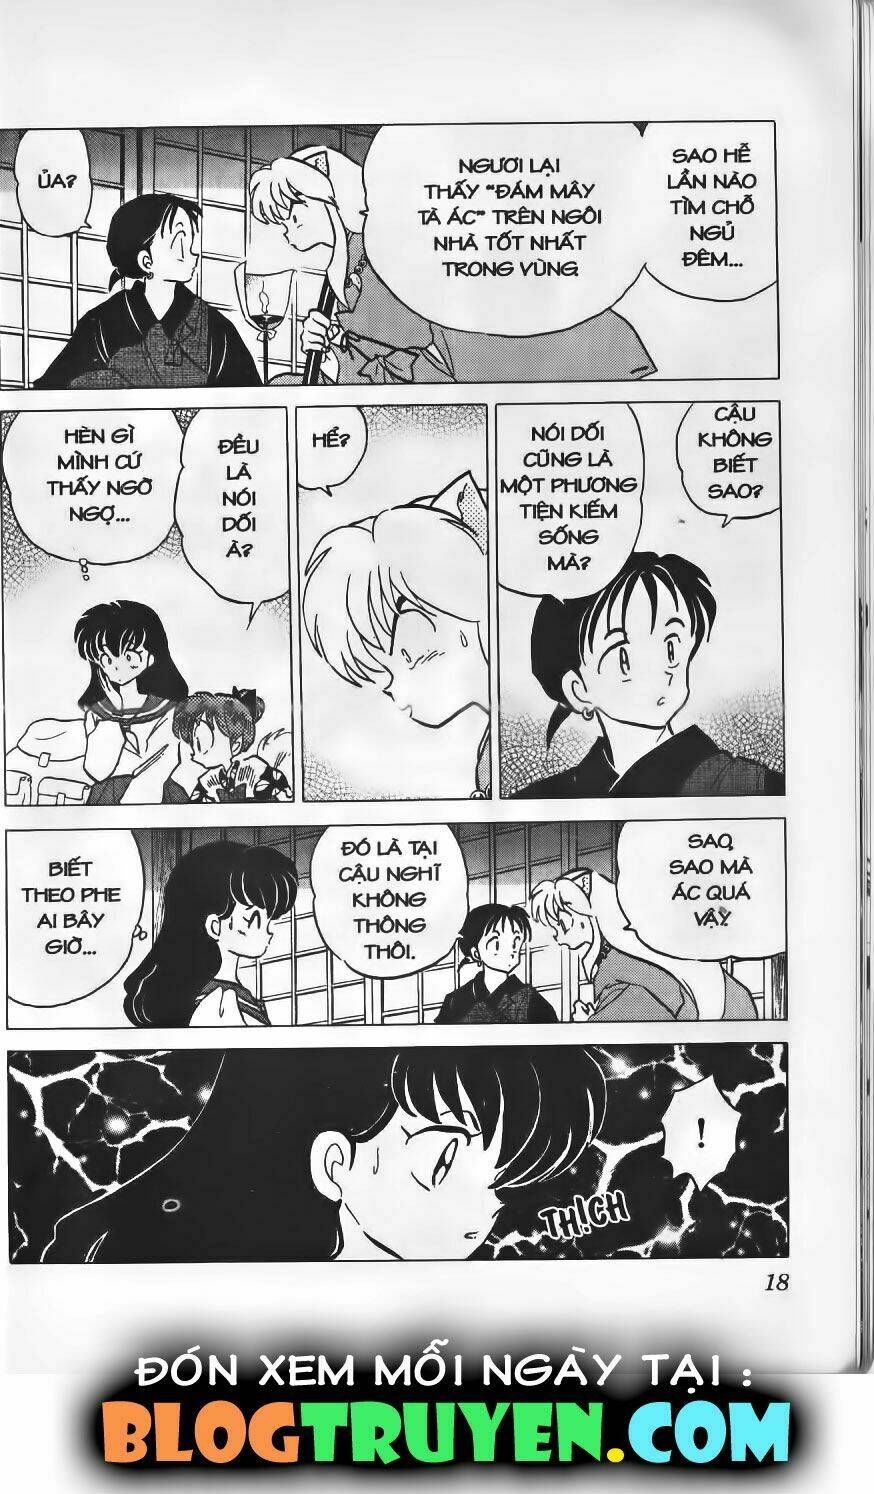 SAO HỄ
LẦN NÀO
TÌM CHỖ
NGỦ
ĐÊM...
NGƯƠI LẠI
THẤY "ĐÁM MÂY
TÀ ÁC" TRÊN NGÔI
NHÀ TỐT NHẤT
TRONG VÙNG.
ỦA?
CẬU
KHÔNG
BIẾT
SAO?
NÓI DỐI
CŨNG LÀ
MỘT PHƯƠNG
TIỆN KIẾM
SỐNG
MÀ?
HỂ?
ĐỀU
LÀ
NÓI
DỐI
À?
HÈN GÌ
MÌNH CỨ
THẤY NGỜ
NGỢ...
SAO,
SAO MÀ
ÁC QUÁ
VẬY.
ĐÓ LÀ TẠI
CẬU NGHĨ
KHÔNG
THÔNG
THÔI.
BIẾT
THEO PHE
AI BÂY
GIỜ...
!
THỊCH
18
ĐÓN XEM MỖI NGÀY TẠI :
BLOGTRUYEN.COM